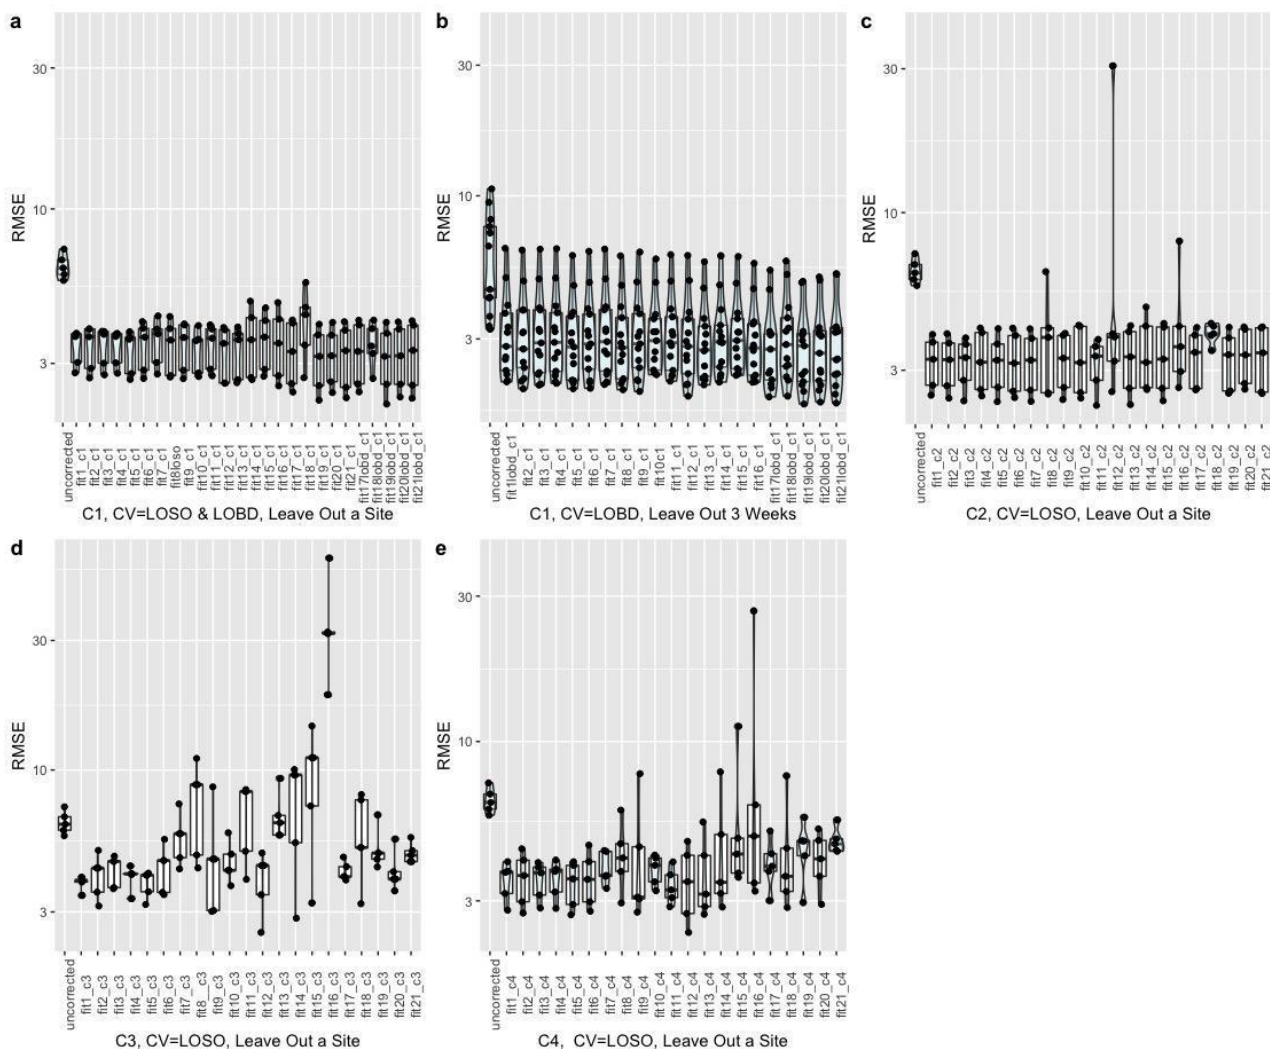 a
30
10
3
RMSE
uncorrected
fit1_c1
fit2_c1
fit3_c1
fit4_c1
fit5_c1
fit6_c1
fit7_c1
fit8loso
fit9_c1
fit10_c1
fit11_c1
fit12_c1
fit13_c1
fit14_c1
fit15_c1
fit16_c1
fit17_c1
fit18_c1
fit19_c1
fit20_c1
fit21_c1
fit17lobd_c1
fit18lobd_c1
fit19lobd_c1
fit20lobd_c1
fit21lobd_c1
C1, CV=LOSO & LOBD, Leave Out a Site
b
30
10
3
RMSE
uncorrected
fit1lobd_c1
fit2_c1
fit3_c1
fit4_c1
fit5_c1
fit6_c1
fit7_c1
fit8_c1
fit9_c1
fit10c1
fit11_c1
fit12_c1
fit13_c1
fit14_c1
fit15_c1
fit16_c1
fit17lobd_c1
fit18lobd_c1
fit19lobd_c1
fit20lobd_c1
fit21lobd_c1
C1, CV=LOBD, Leave Out 3 Weeks
c
30
10
3
RMSE
uncorrected
fit1_c2
fit2_c2
fit3_c2
fit4_c2
fit5_c2
fit6_c2
fit7_c2
fit8_c2
fit9_c2
fit10_c2
fit11_c2
fit12_c2
fit13_c2
fit14_c2
fit15_c2
fit16_c2
fit17_c2
fit18_c2
fit19_c2
fit20_c2
fit21_c2
C2, CV=LOSO, Leave Out a Site
d
30
10
3
RMSE
uncorrected
fit1_c3
fit2_c3
fit3_c3
fit4_c3
fit5_c3
fit6_c3
fit7_c3
fit8_c3
fit9_c3
fit10_c3
fit11_c3
fit12_c3
fit13_c3
fit14_c3
fit15_c3
fit16_c3
fit17_c3
fit18_c3
fit19_c3
fit20_c3
fit21_c3
C3, CV=LOSO, Leave Out a Site
e
30
10
3
RMSE
uncorrected
fit1_c4
fit2_c4
fit3_c4
fit4_c4
fit5_c4
fit6_c4
fit7_c4
fit8_c4
fit9_c4
fit10_c4
fit11_c4
fit12_c4
fit13_c4
fit14_c4
fit15_c4
fit16_c4
fit17_c4
fit18_c4
fit19_c4
fit20_c4
fit21_c4
C4, CV=LOSO, Leave Out a Site